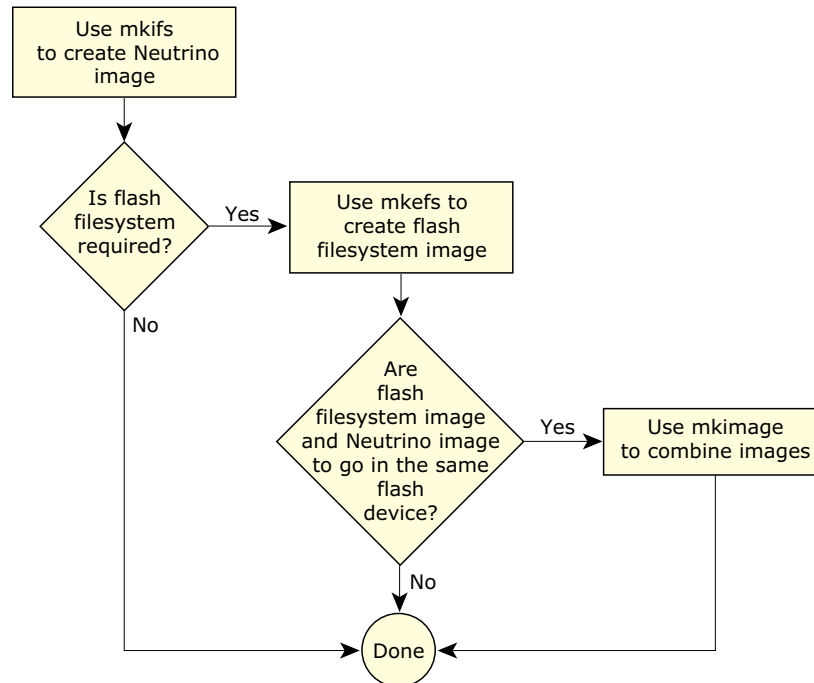 Use mkifs
to create Neutrino
image
Is flash
filesystem
required?
Yes
Use mkefs to
create flash
filesystem image
No
Are
flash
filesystem image
and Neutrino image
to go in the same
flash
device?
Yes
Use mkimage
to combine images
No
Done